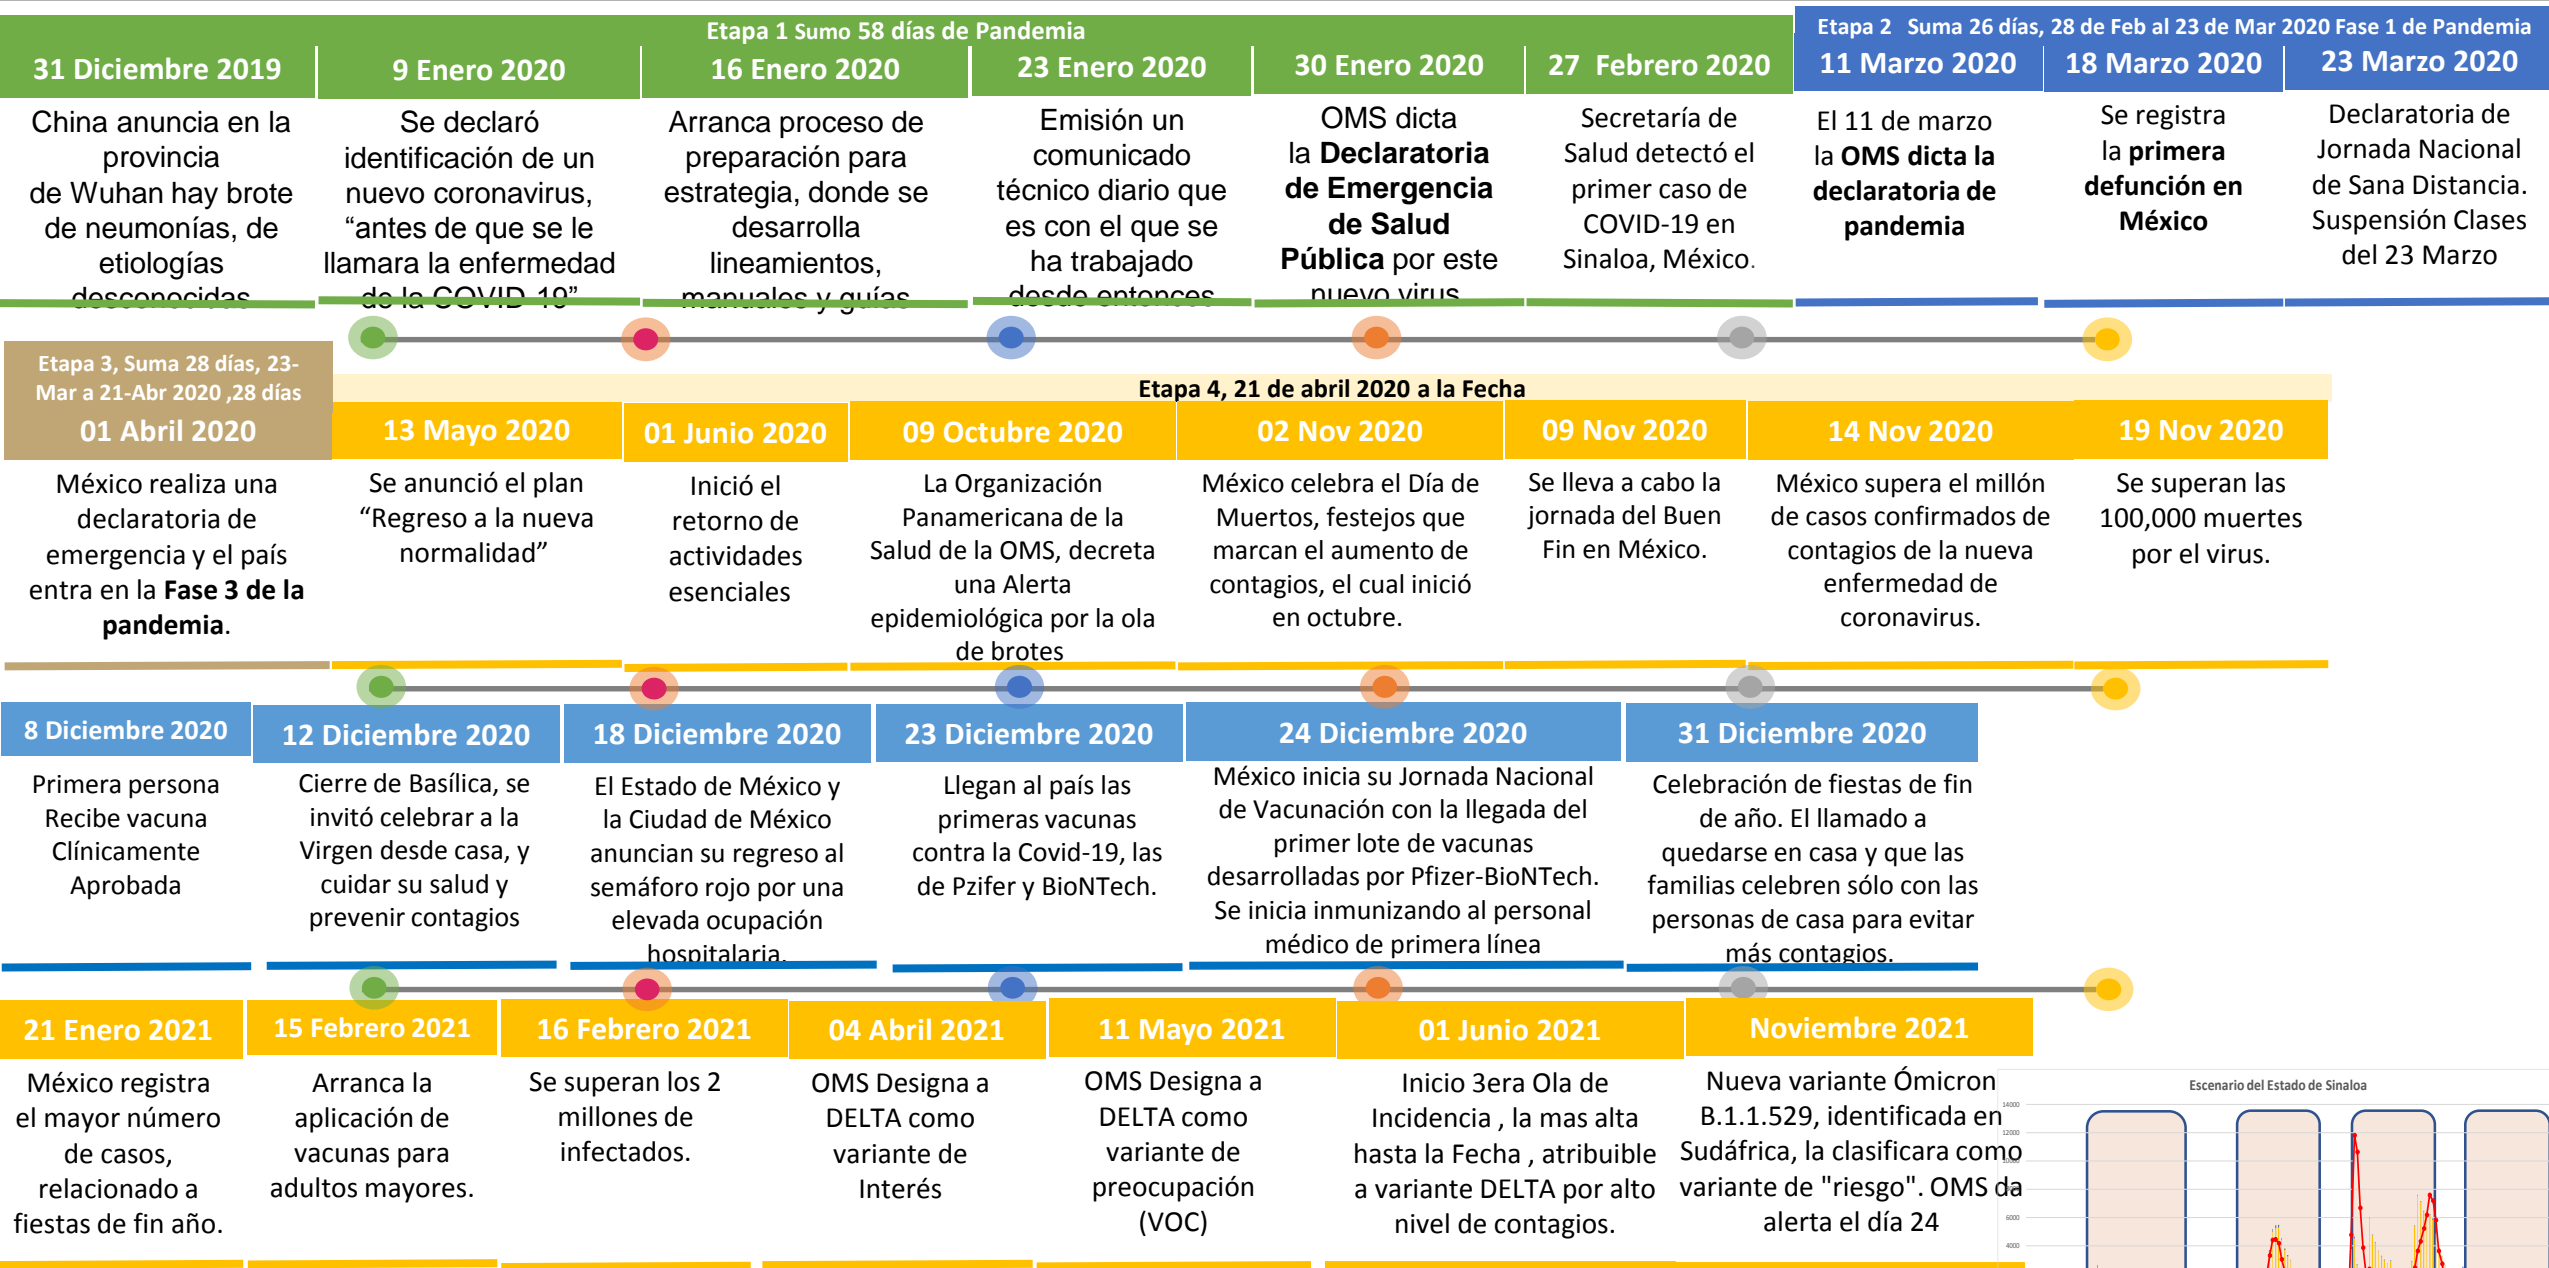 Etapa 1 Sumo 58 días de Pandemia
Etapa 2   Suma 26 días, 28 de Feb al 23 de Mar 2020 Fase 1 de Pandemia
31 Diciembre 2019
China anuncia en la
provincia
de Wuhan hay brote
de neumonías, de
etiologías
desconocidas
9 Enero 2020
Se declaró
identificación de un
nuevo coronavirus,
“antes de que se le
llamara la enfermedad
de la COVID-19”
16 Enero 2020
Arranca proceso de
preparación para
estrategia, donde se
desarrolla
lineamientos,
manuales y guías
23 Enero 2020
Emisión un
comunicado
técnico diario que
es con el que se
ha trabajado
desde entonces
30 Enero 2020
OMS dicta
la Declaratoria
de Emergencia
de Salud
Pública por este
nuevo virus
27 Febrero 2020
Secretaría de
Salud detectó el
primer caso de
COVID-19 en
Sinaloa, México.
11 Marzo 2020
El 11 de marzo
la OMS dicta la
declaratoria de
pandemia
18 Marzo 2020
Se registra
la primera
defunción en
México
23 Marzo 2020
Declaratoria de
Jornada Nacional
de Sana Distancia.
Suspensión Clases
del 23 Marzo
Etapa 3, Suma 28 días, 23-
Mar a 21-Abr 2020 ,28 días
01 Abril 2020
México realiza una
declaratoria de
emergencia y el país
entra en la Fase 3 de la
pandemia.
Etapa 4, 21 de abril 2020 a la Fecha
13 Mayo 2020
Se anunció el plan
“Regreso a la nueva
normalidad”
01 Junio 2020
Inició el
retorno de
actividades
esenciales
09 Octubre 2020
La Organización
Panamericana de la
Salud de la OMS, decreta
una Alerta
epidemiológica por la ola
de brotes
02 Nov 2020
México celebra el Día de
Muertos, festejos que
marcan el aumento de
contagios, el cual inició
en octubre.
09 Nov 2020
Se lleva a cabo la
jornada del Buen
Fin en México.
14 Nov 2020
México supera el millón
de casos confirmados de
contagios de la nueva
enfermedad de
coronavirus.
19 Nov 2020
Se superan las
100,000 muertes
por el virus.
8 Diciembre 2020
Primera persona
Recibe vacuna
Clínicamente
Aprobada
12 Diciembre 2020
Cierre de Basílica, se
invitó celebrar a la
Virgen desde casa, y
cuidar su salud y
prevenir contagios
18 Diciembre 2020
El Estado de México y
la Ciudad de México
anuncian su regreso al
semáforo rojo por una
elevada ocupación
hospitalaria.
23 Diciembre 2020
Llegan al país las
primeras vacunas
contra la Covid-19, las
de Pzifer y BioNTech.
24 Diciembre 2020
México inicia su Jornada Nacional
de Vacunación con la llegada del
primer lote de vacunas
desarrolladas por Pfizer-BioNTech.
Se inicia inmunizando al personal
médico de primera línea
31 Diciembre 2020
Celebración de fiestas de fin
de año. El llamado a
quedarse en casa y que las
familias celebren sólo con las
personas de casa para evitar
más contagios.
21 Enero 2021
México registra
el mayor número
de casos,
relacionado a
fiestas de fin año.
15 Febrero 2021
Arranca la
aplicación de
vacunas para
adultos mayores.
16 Febrero 2021
Se superan los 2
millones de
infectados.
04 Abril 2021
OMS Designa a
DELTA como
variante de
Interés
11 Mayo 2021
OMS Designa a
DELTA como
variante de
preocupación
(VOC)
01 Junio 2021
Inicio 3era Ola de
Incidencia , la mas alta
hasta la Fecha , atribuible
a variante DELTA por alto
nivel de contagios.
Noviembre 2021
Nueva variante Ómicron
B.1.1.529, identificada en
Sudáfrica, la clasificara como
variante de "riesgo". OMS da
alerta el día 24
Escenario del Estado de Sinaloa
14000
12000
6000
4000